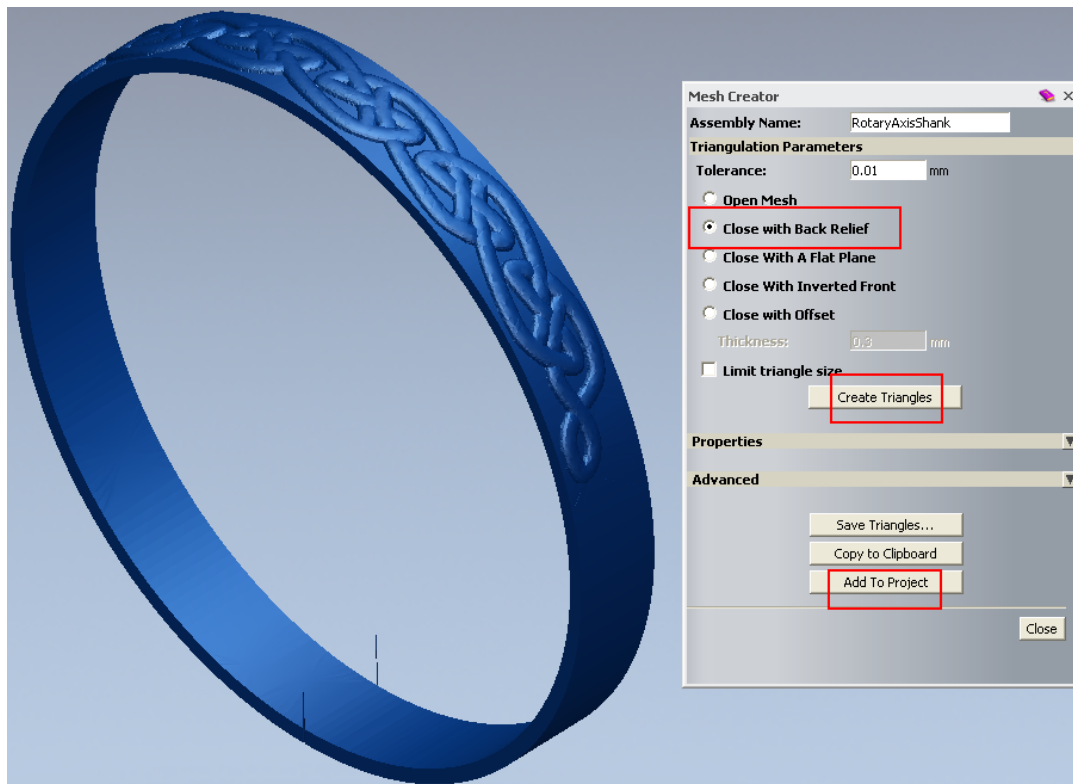 Mesh Creator
Assembly Name: RotaryAxisShank
Triangulation Parameters
Tolerance: 0.01 mm
Open Mesh
Close with Back Relief
Close With A Flat Plane
Close With Inverted Front
Close with Offset
Thickness: 0.3 mm
Limit triangle size
Create Triangles
Properties
Advanced
Save Triangles...
Copy to Clipboard
Add To Project
Close